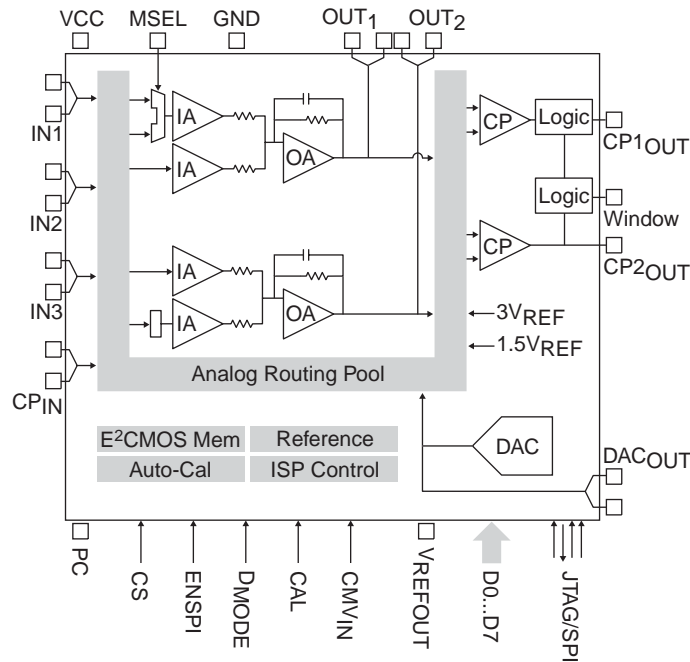 VCC MSEL GND OUT1 OUT2
IN1
IA
IA
OA
CP
Logic
CP1OUT
IN2
Logic
Window
CP
CP2OUT
IN3
IA
IA
OA
3VREF
1.5VREF
CPIN
Analog Routing Pool
E2CMOS Mem
Reference
Auto-Cal
ISP Control
DAC
DACOUT
PC
CS
ENSPI
DMODE
CAL
CMVIN
VREFOUT
D0...D7
JTAG/SPI